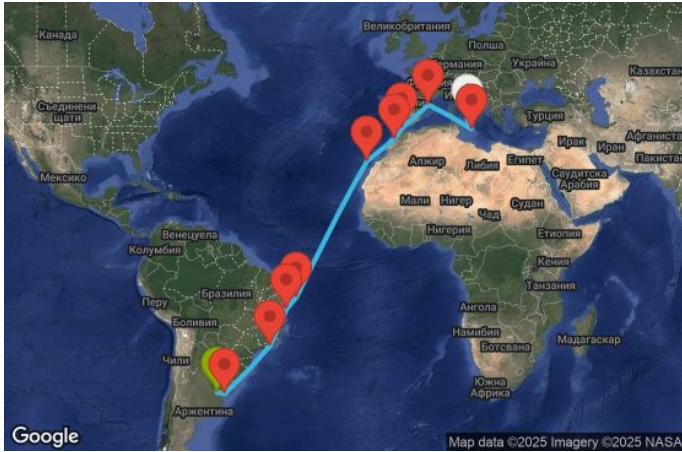 Великобритания
Канада
Полша
Германия
Украйна
Казахстан
Съединени
щати
Турция
Ирак
Иран
Афганистан
Пакистан
Алжир
Либия
Египет
Саудитска
Арабия
Мексико
Мали
Нигер
Чад
Судан
Нигерия
Етиопия
Венецуела
Колумбия
Кения
Танзания
Перу
Бразилия
Боливия
Ангола
Намибия
Ботсвана
Мадагаскар
Чили
Южна
Африка
Аржентина
Google
Map data ©2025 Imagery ©2025 NASA